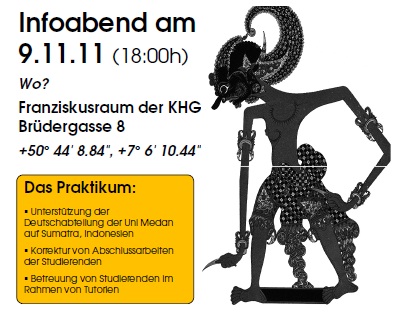 Infoabend am
9.11.11 (18:00h)
Wo?
Franziskusraum der KHG
Brüdergasse 8
+50° 44' 8.84", +7° 6' 10.44"
Das Praktikum:
▪ Unterstützung der
Deutschabteilung der Uni Medan
auf Sumatra, Indonesien
▪ Korrektur von Abschlussarbeiten
der Studierenden
▪ Betreuung von Studierenden im
Rahmen von Tutorien